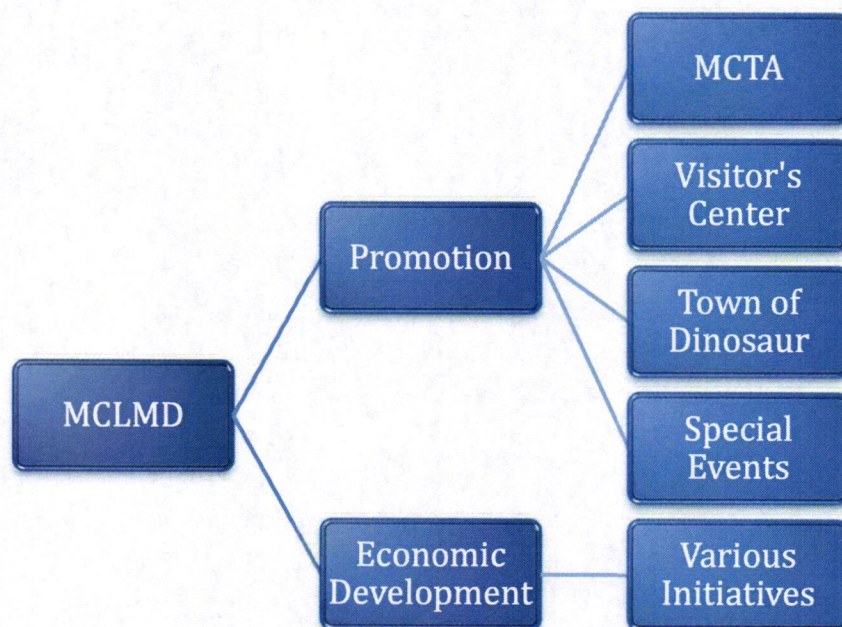 MCTA
Visitor's
Center
Promotion
Town of
Dinosaur
MCLMD
Special
Events
Economic
Development
Various
Initiatives